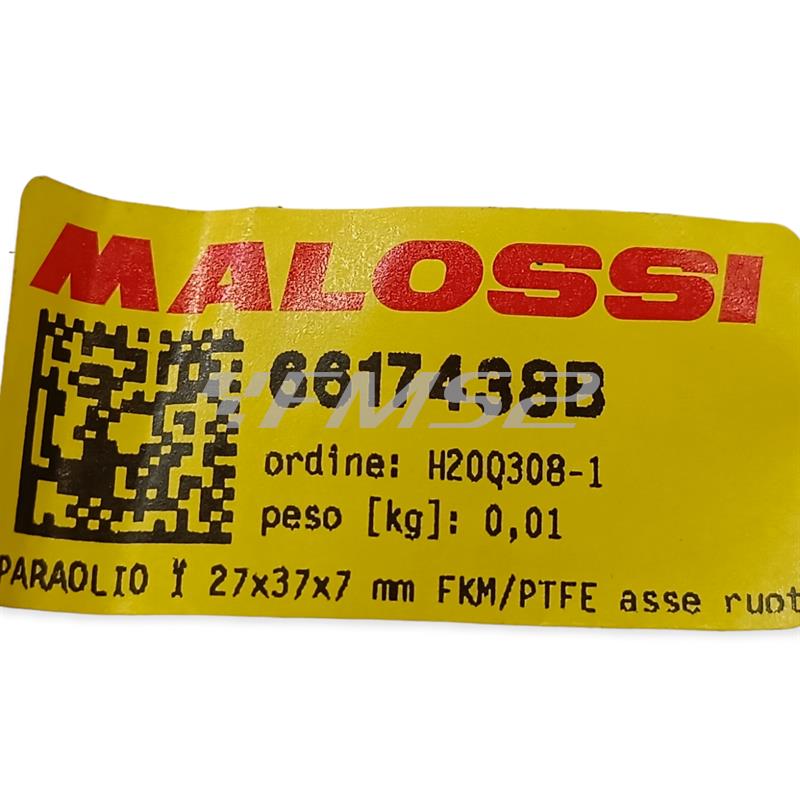 MALOSSI
6617438B
ordine: H20Q308-1
peso [kg]: 0,01
PARAOLIO Ɏ 27x37x7 mm FKM/PTFE asse ruot